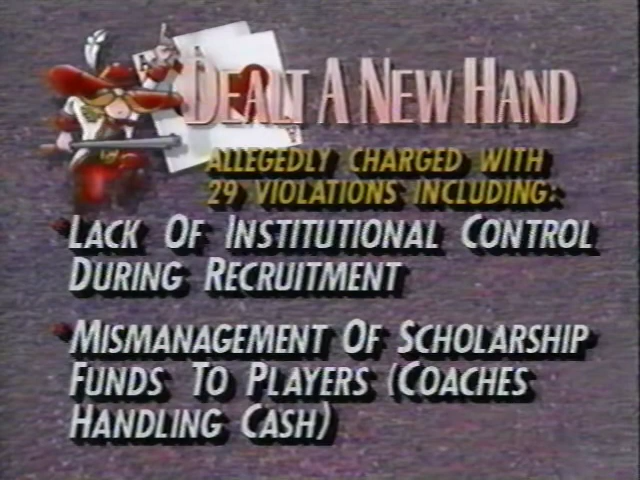 DEALT A NEW HAND
ALLEGEDLY CHARGED WITH
29 VIOLATIONS INCLUDING:
LACK OF INSTITUTIONAL CONTROL
DURING RECRUITMENT
MISMANAGEMENT OF SCHOLARSHIP
FUNDS TO PLAYERS (COACHES
HANDLING CASH)